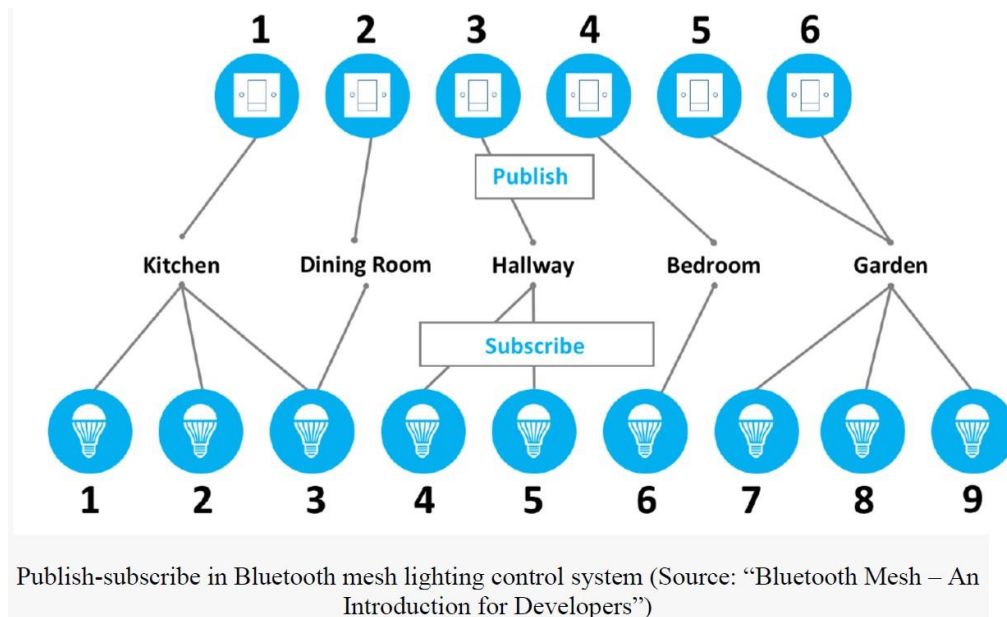 1 2 3 4 5 6
Publish
Kitchen Dining Room Hallway Bedroom Garden
Subscribe
1 2 3 4 5 6 7 8 9
Publish-subscribe in Bluetooth mesh lighting control system (Source: “Bluetooth Mesh – An
Introduction for Developers”)